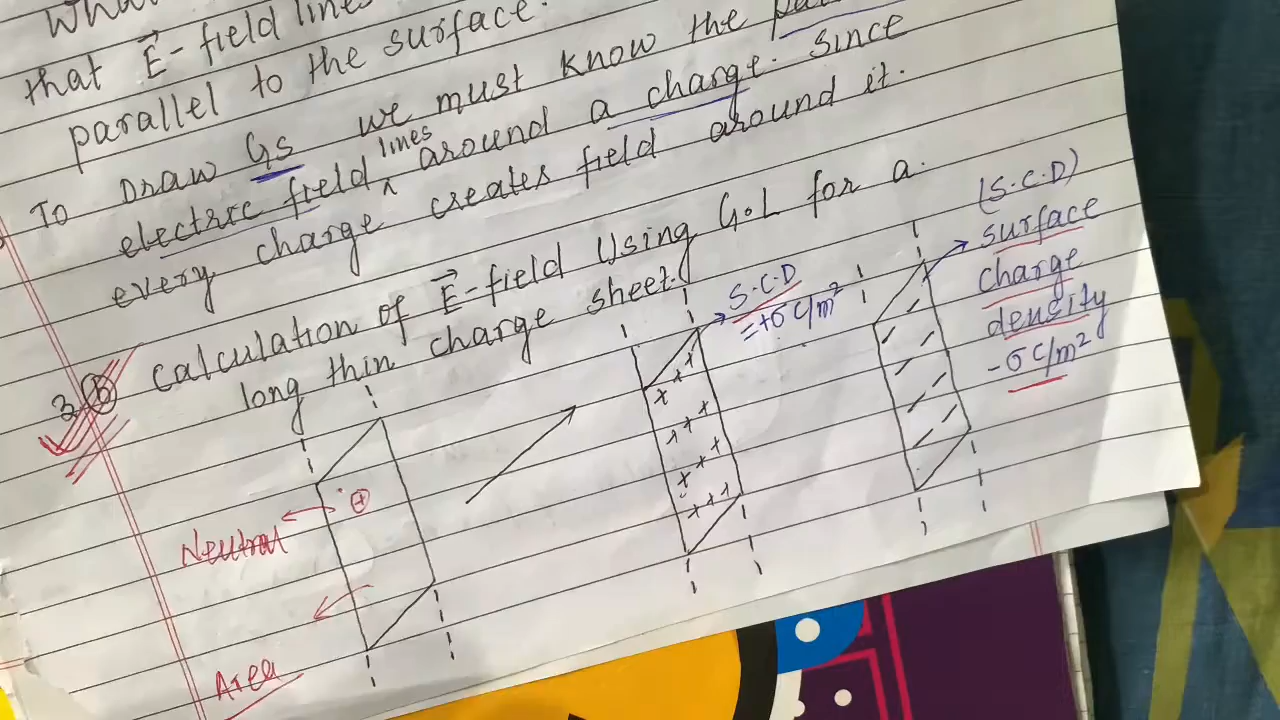 What
that E⃗-field lines
parallel to the surface.
To Draw GS we must know the
electric field lines around a charge. Since
every charge creates field around it.
3 (b) Calculation of E⃗-field Using G.L for a
long thin charge sheet.
S.C.D
=+σ C/m²
(S.C.D)
surface
charge
density
-σ C/m²
Neutral
+
Area